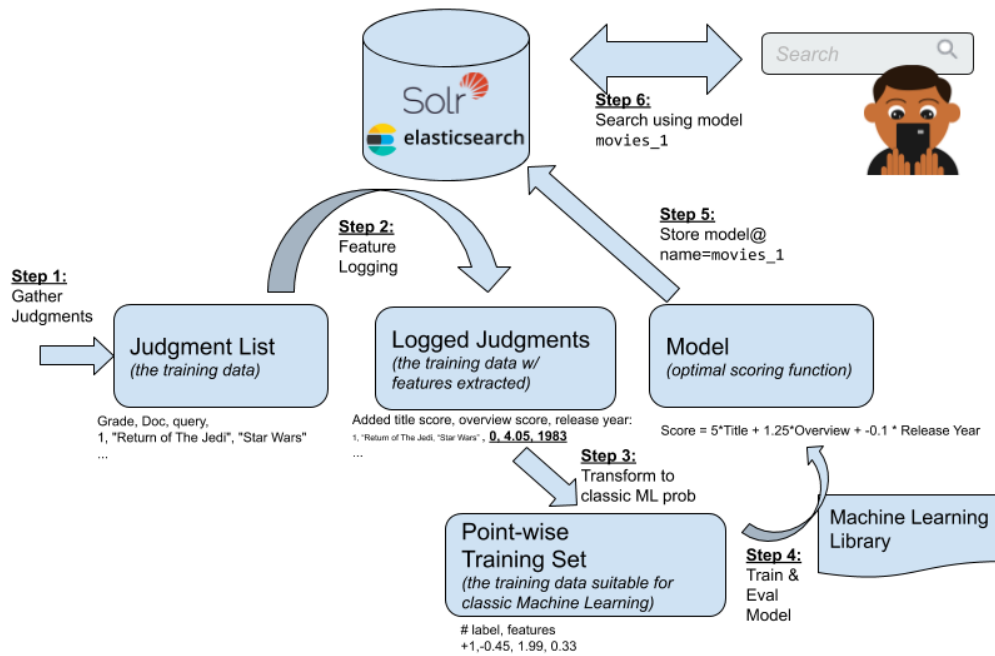 Solr
elasticsearch
Search
Step 6:
Search using model
movies_1
Step 5:
Store model@
name=movies_1
Step 2:
Feature
Logging
Step 1:
Gather
Judgments
Judgment List
(the training data)
Grade, Doc, query,
1, "Return of The Jedi", "Star Wars"
...
Logged Judgments
(the training data w/
features extracted)
Added title score, overview score, release year:
1, "Return of The Jedi, "Star Wars" , 0, 4.05, 1983
...
Model
(optimal scoring function)
Score = 5*Title + 1.25*Overview + -0.1 * Release Year
Step 3:
Transform to
classic ML prob
Point-wise
Training Set
(the training data suitable for
classic Machine Learning)
# label, features
+1,-0.45, 1.99, 0.33
Step 4:
Train &
Eval
Model
Machine Learning
Library